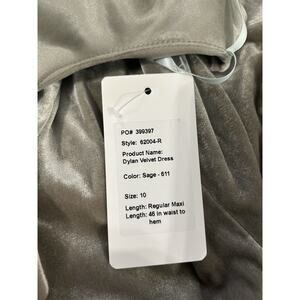 PO# 399397
Style: 62004-R
Product Name:
Dylan Velvet Dress
Color: Sage - 611
Size: 10
Length: Regular Maxi
Length: 46 in waist to
hem